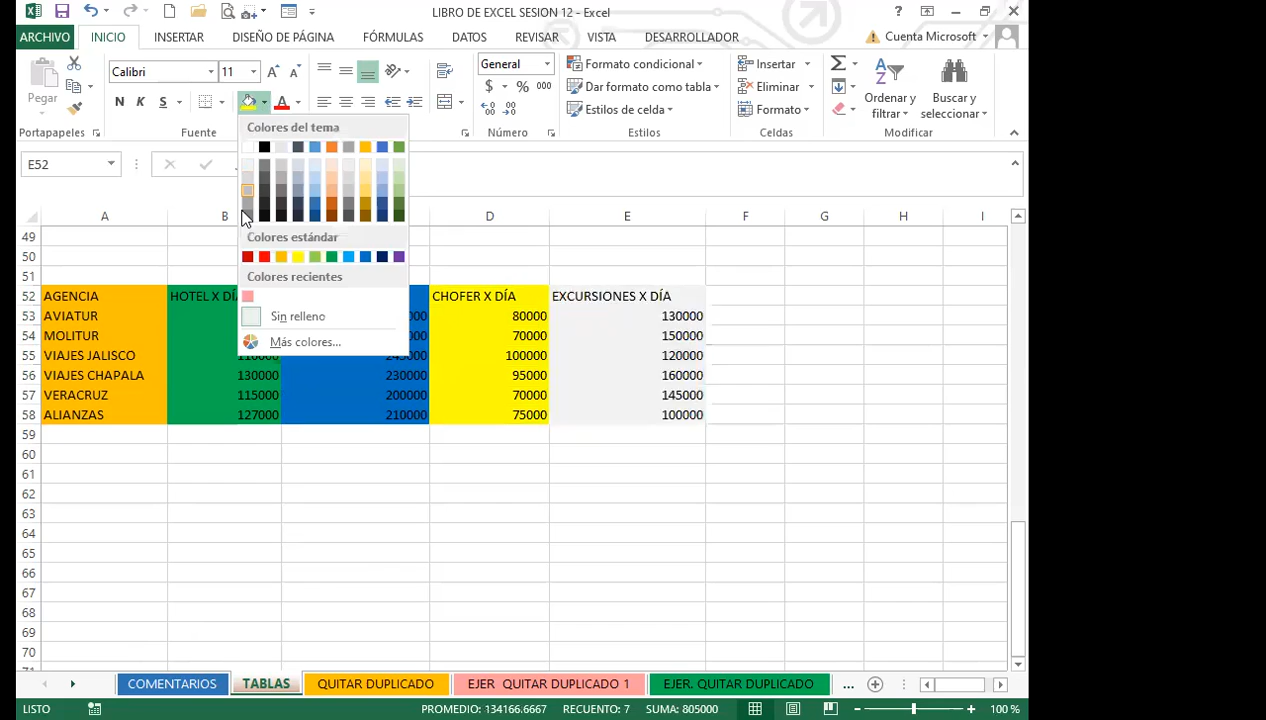 LIBRO DE EXCEL SESION 12 - Excel
ARCHIVO INICIO INSERTAR DISEÑO DE PÁGINA FÓRMULAS DATOS REVISAR VISTA DESARROLLADOR Cuenta Microsoft
Pegar
Calibri 11
N K S
General
$ % 000
Formato condicional
Dar formato como tabla
Estilos de celda
Insertar
Eliminar
Formato
Ordenar y filtrar
Buscar y seleccionar
Portapapeles Fuente Número Estilos Celdas Modificar
Colores del tema
Colores estándar
Colores recientes
Sin relleno
Más colores...
E52
A B D E F G H I
49
50
51
52 AGENCIA HOTEL X DÍA CHOFER X DÍA EXCURSIONES X DÍA
53 AVIATUR 80000 130000
54 MOLITUR 70000 150000
55 VIAJES JALISCO 100000 120000
56 VIAJES CHAPALA 130000 230000 95000 160000
57 VERACRUZ 115000 200000 70000 145000
58 ALIANZAS 127000 210000 75000 100000
59
60
61
62
63
64
65
66
67
68
69
70
COMENTARIOS TABLAS QUITAR DUPLICADO EJER QUITAR DUPLICADO 1 EJER. QUITAR DUPLICADO ...
LISTO PROMEDIO: 134166.6667 RECUENTO: 7 SUMA: 805000 100 %